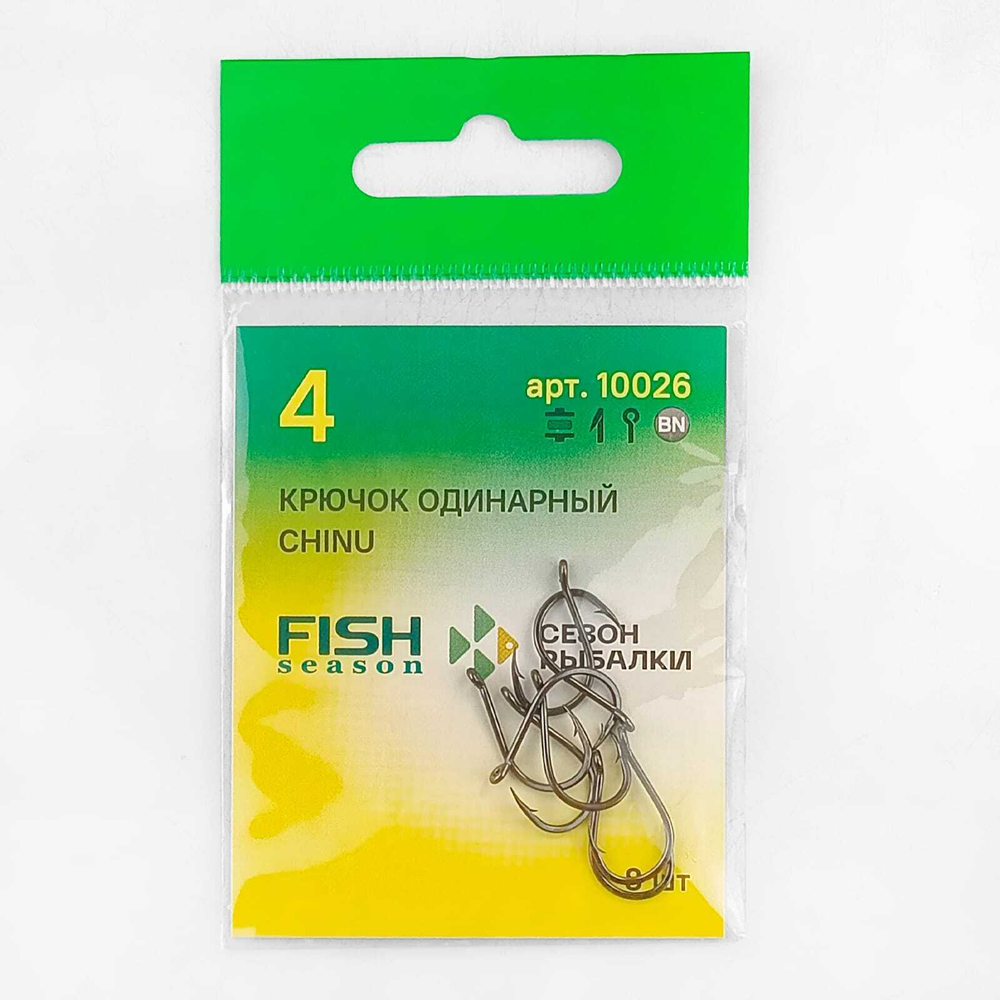 4
арт. 10026
BN
КРЮЧОК ОДИНАРНЫЙ
CHINU
FISH
season
СЕЗОН
РЫБАЛКИ
8 шт